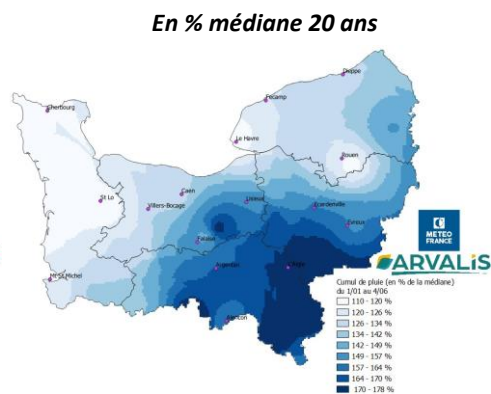 En % médiane 20 ans
Dieppe
Cherbourg
Fecamp
Le Havre
Rouen
St Lo
Caen
Villers-Bocage
Lisieux
Evreux
Falaise
Mt St Michel
Argentan
Alencon
METEO
FRANCE
ARVALIS
Cumul de pluie (en % de la médiane)
du 1/01 au 4/06
110 - 120 %
120 - 126 %
126 - 134 %
134 - 142 %
142 - 149 %
149 - 157 %
157 - 164 %
164 - 170 %
170 - 178 %